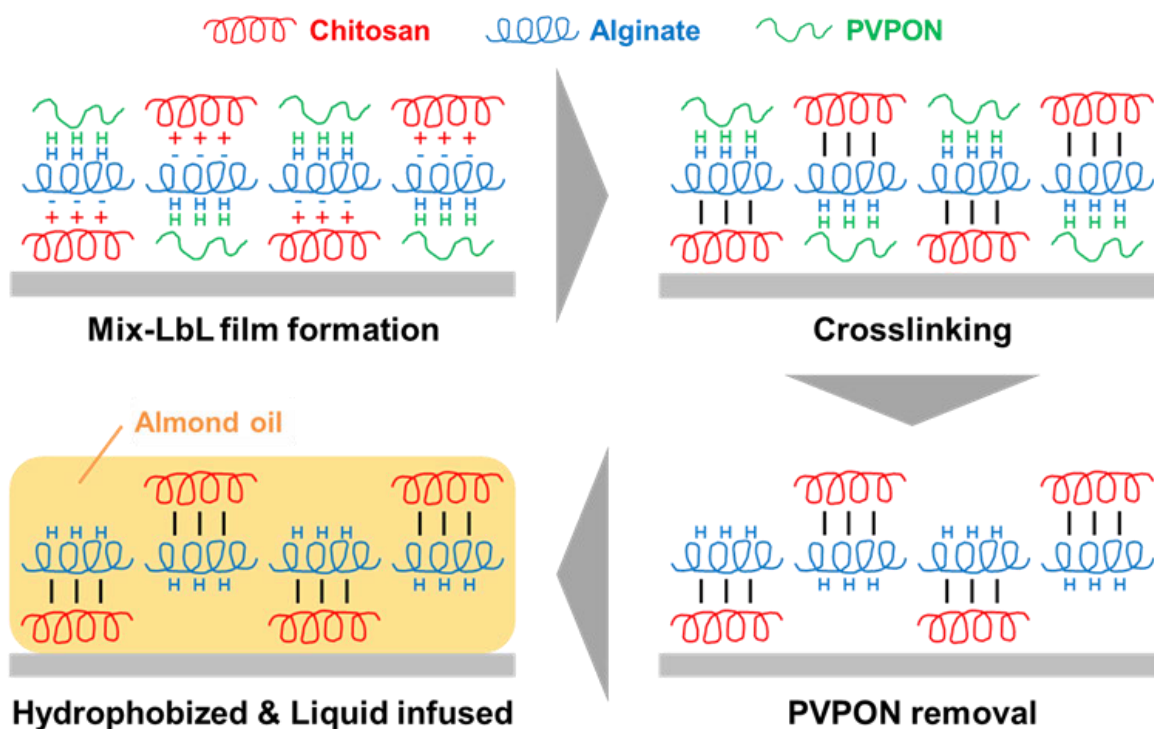 Chitosan Alginate PVPON
H H H + + + H H H + + +
H H H - - - H H H - - -
- - - H H H - - - H H H
+ + + H H H + + + H H H
Mix-LbL film formation
H H H H H H
H H H H H H
H H H H H H
H H H H H H
Crosslinking
Almond oil
H H H H H H
H H H H H H
Hydrophobized & Liquid infused
H H H H H H
H H H H H H
PVPON removal